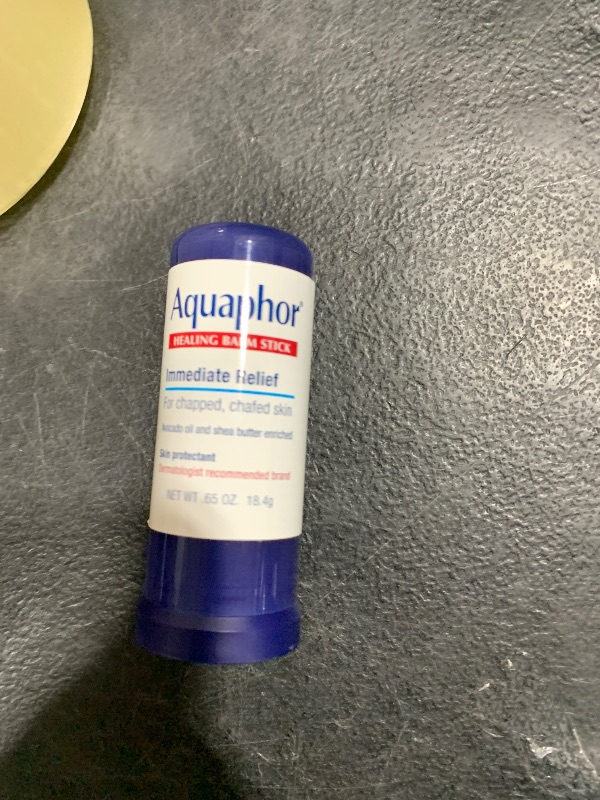 Aquaphor®
HEALING BALM STICK
Immediate Relief
For chapped, chafed skin
Avocado oil and shea butter enriched
Skin protectant
Dermatologist recommended brand
NET WT .65 OZ. 18.4g